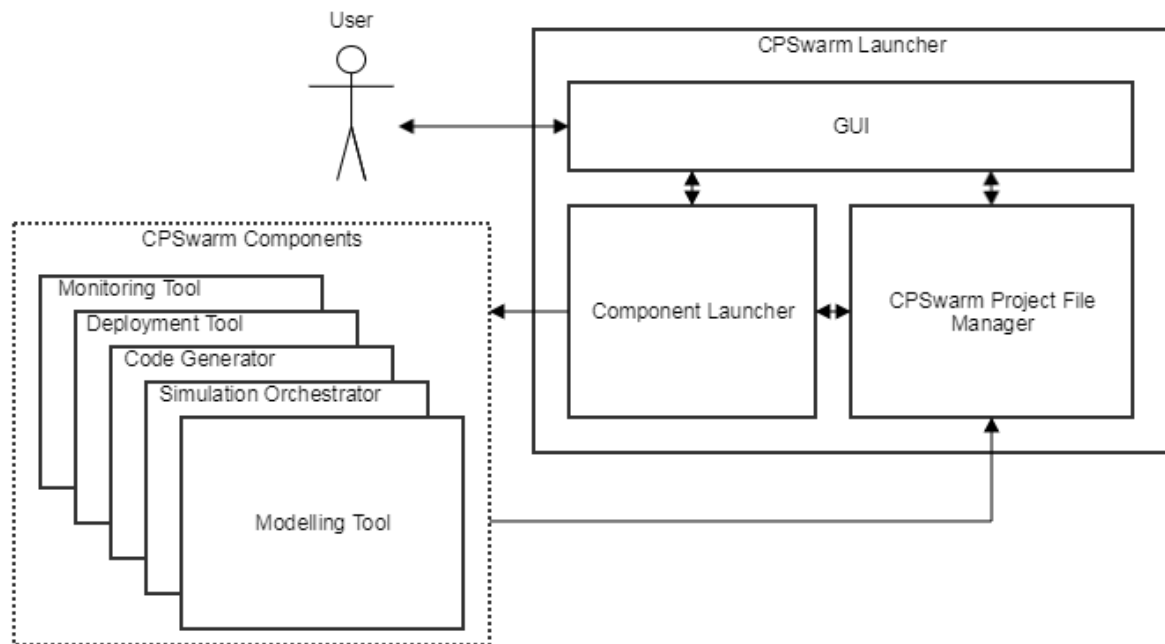 User
CPSwarm Launcher
GUI
CPSwarm Components
Monitoring Tool
Deployment Tool
Code Generator
Simulation Orchestrator
Modelling Tool
Component Launcher
CPSwarm Project File
Manager